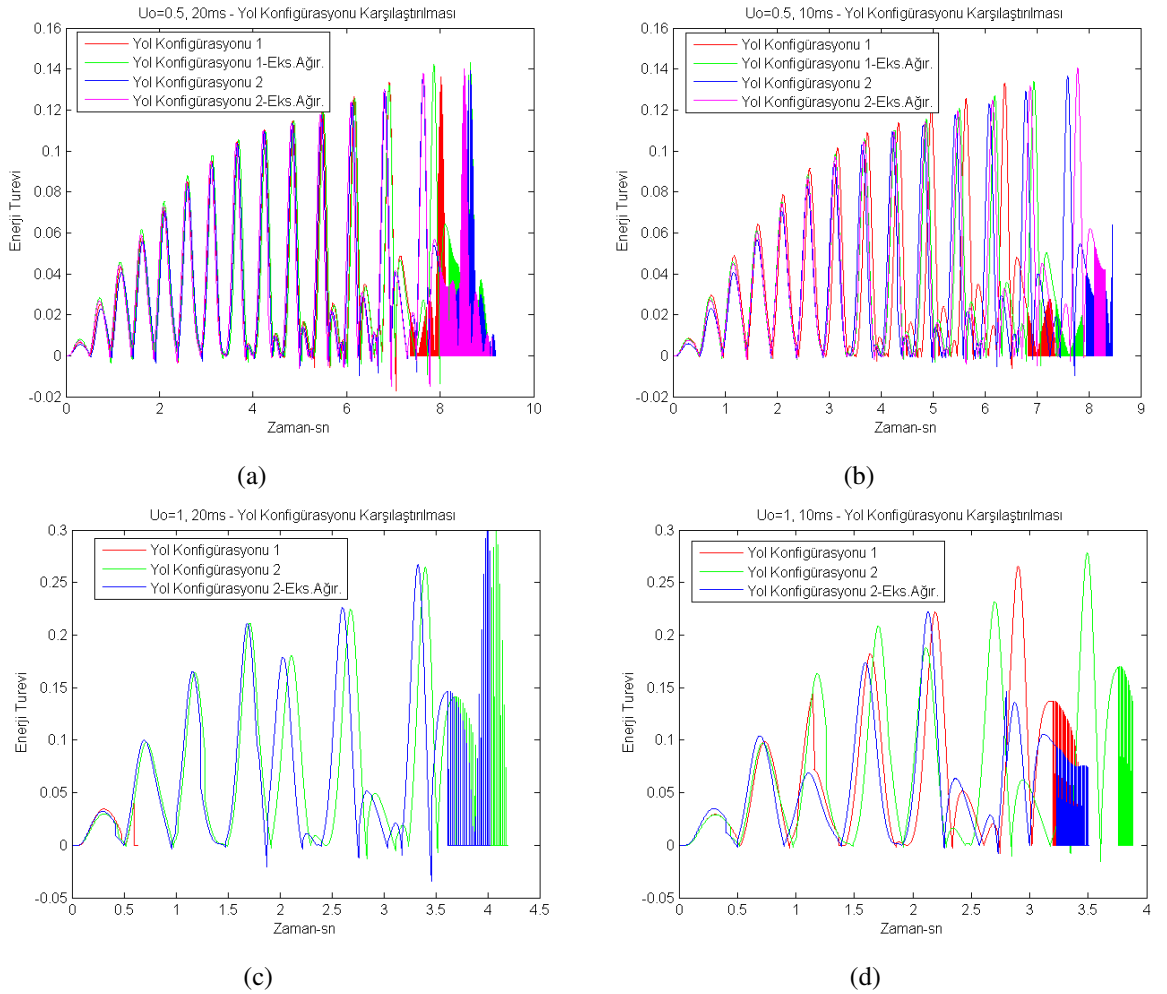 Uo=0.5, 20ms - Yol Konfigürasyonu Karşılaştırılması
Yol Konfigürasyonu 1
Yol Konfigürasyonu 1-Eks.Ağır.
Yol Konfigürasyonu 2
Yol Konfigürasyonu 2-Eks.Ağır.
Enerji Turevi
0.16
0.14
0.12
0.1
0.08
0.06
0.04
0.02
0
-0.02
0 2 4 6 8 10
Zaman-sn
(a)
Uo=0.5, 10ms - Yol Konfigürasyonu Karşılaştırılması
Yol Konfigürasyonu 1
Yol Konfigürasyonu 1-Eks.Ağır.
Yol Konfigürasyonu 2
Yol Konfigürasyonu 2-Eks.Ağır.
Enerji Turevi
0.16
0.14
0.12
0.1
0.08
0.06
0.04
0.02
0
-0.02
0 1 2 3 4 5 6 7 8 9
Zaman-sn
(b)
Uo=1, 20ms - Yol Konfigürasyonu Karşılaştırılması
Yol Konfigürasyonu 1
Yol Konfigürasyonu 2
Yol Konfigürasyonu 2-Eks.Ağır.
Enerji Turevi
0.3
0.25
0.2
0.15
0.1
0.05
0
-0.05
0 0.5 1 1.5 2 2.5 3 3.5 4 4.5
Zaman-sn
(c)
Uo=1, 10ms - Yol Konfigürasyonu Karşılaştırılması
Yol Konfigürasyonu 1
Yol Konfigürasyonu 2
Yol Konfigürasyonu 2-Eks.Ağır.
Enerji Turevi
0.3
0.25
0.2
0.15
0.1
0.05
0
-0.05
0 0.5 1 1.5 2 2.5 3 3.5 4
Zaman-sn
(d)